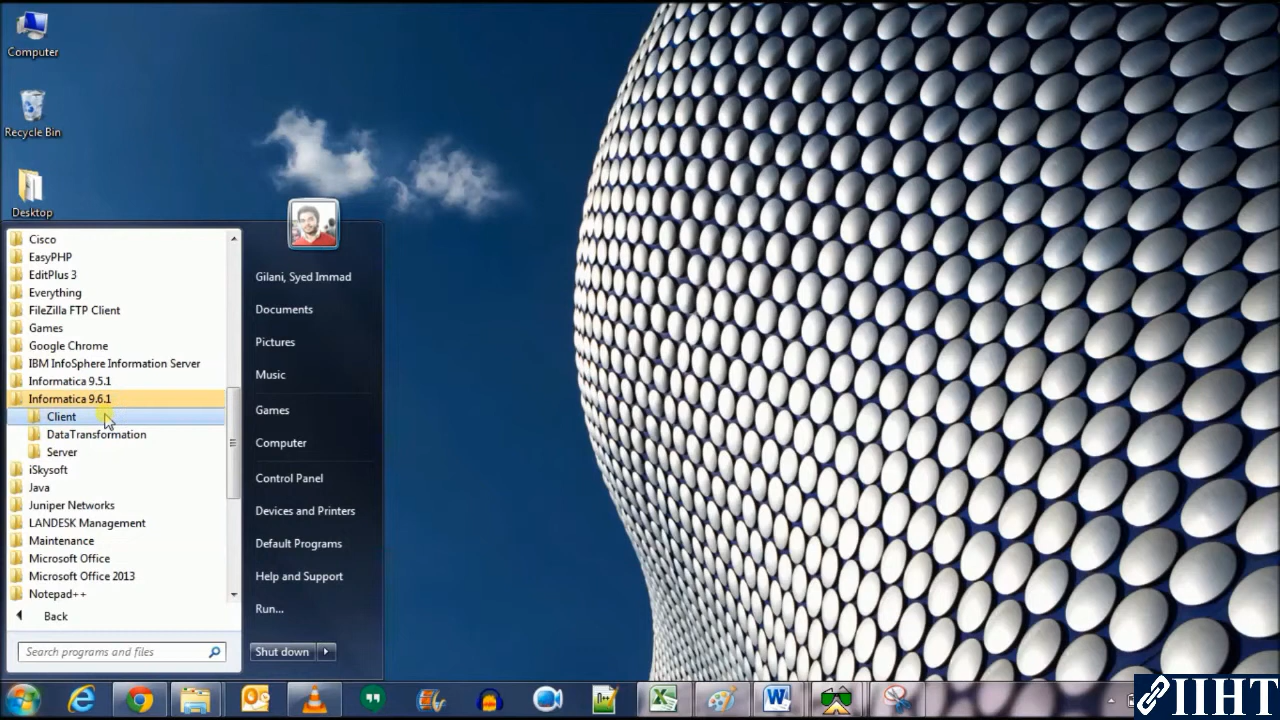 Computer
Recycle Bin
Desktop
Cisco
EasyPHP
EditPlus 3
Everything
FileZilla FTP Client
Games
Google Chrome
IBM InfoSphere Information Server
Informatica 9.5.1
Informatica 9.6.1
Client
DataTransformation
Server
iSkysoft
Java
Juniper Networks
LANDESK Management
Maintenance
Microsoft Office
Microsoft Office 2013
Notepad++
Back
Search programs and files
Gilani, Syed Immad
Documents
Pictures
Music
Games
Computer
Control Panel
Devices and Printers
Default Programs
Help and Support
Run...
Shut down
IIHT